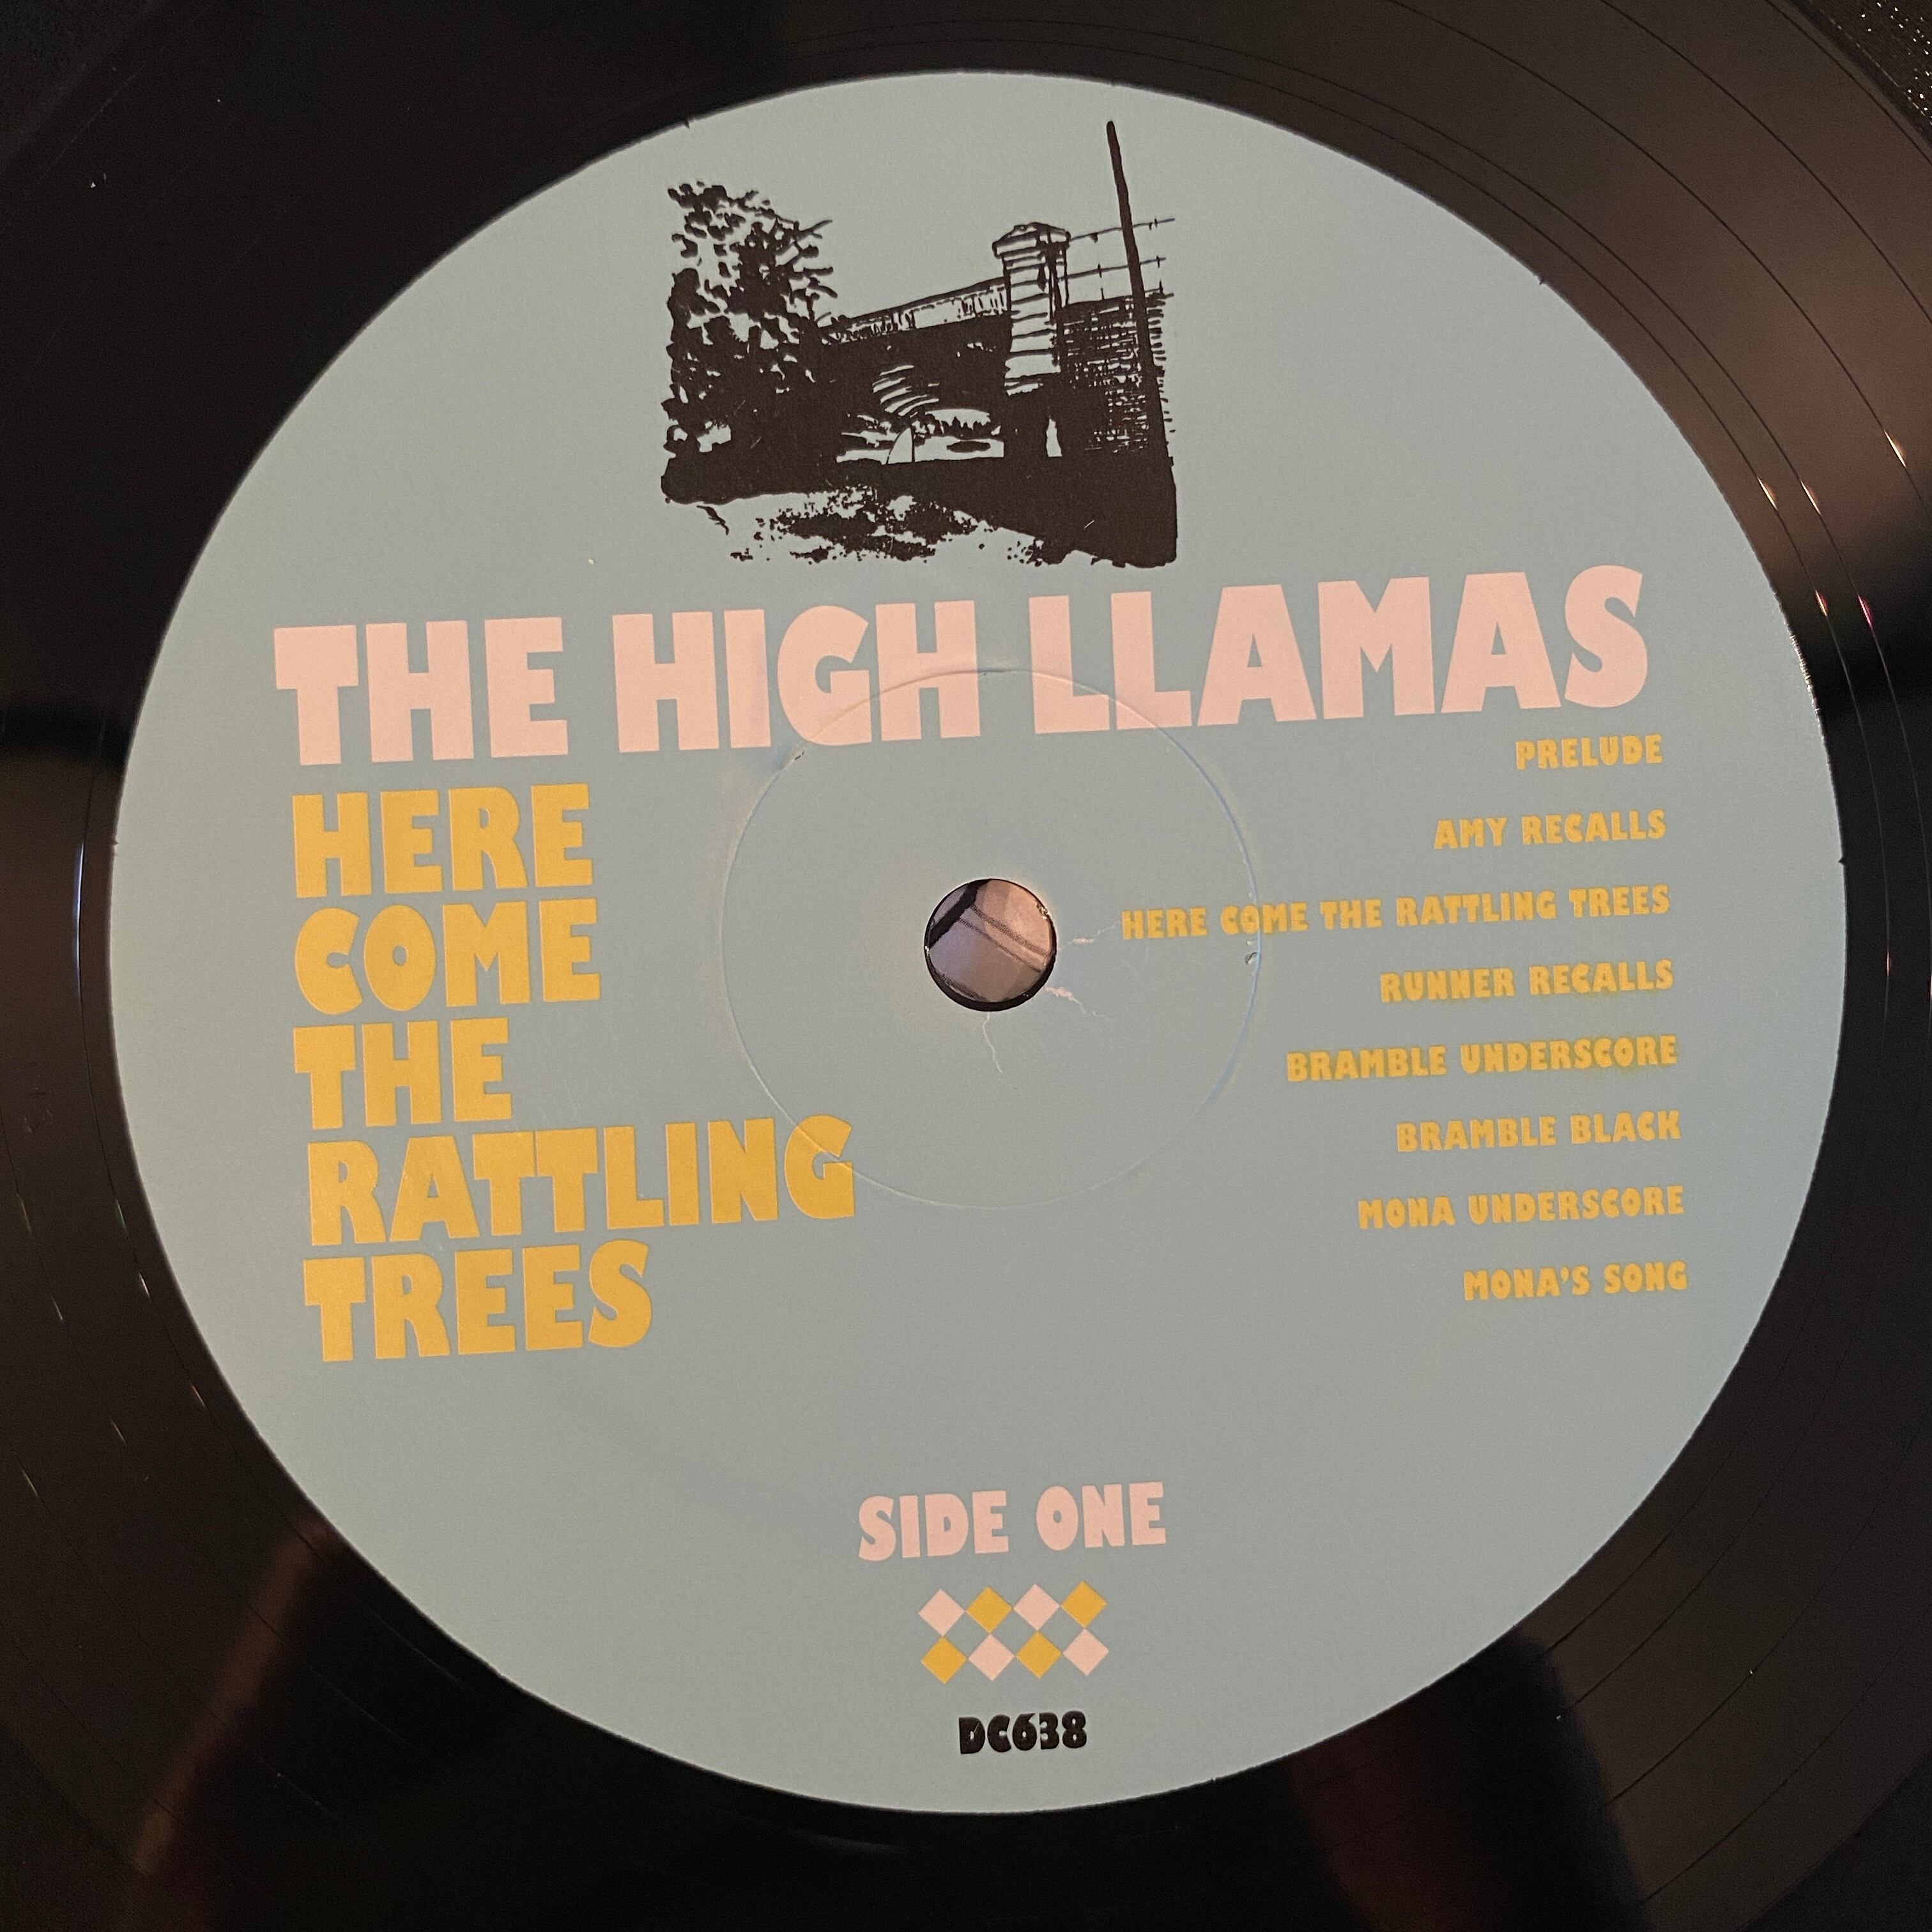 THE HIGH LLAMAS
HERE
COME
THE
RATTLING
TREES
PRELUDE
AMY RECALLS
HERE COME THE RATTLING TREES
RUNNER RECALLS
BRAMBLE UNDERSCORE
BRAMBLE BLACK
MONA UNDERSCORE
MONA'S SONG
SIDE ONE
DC638